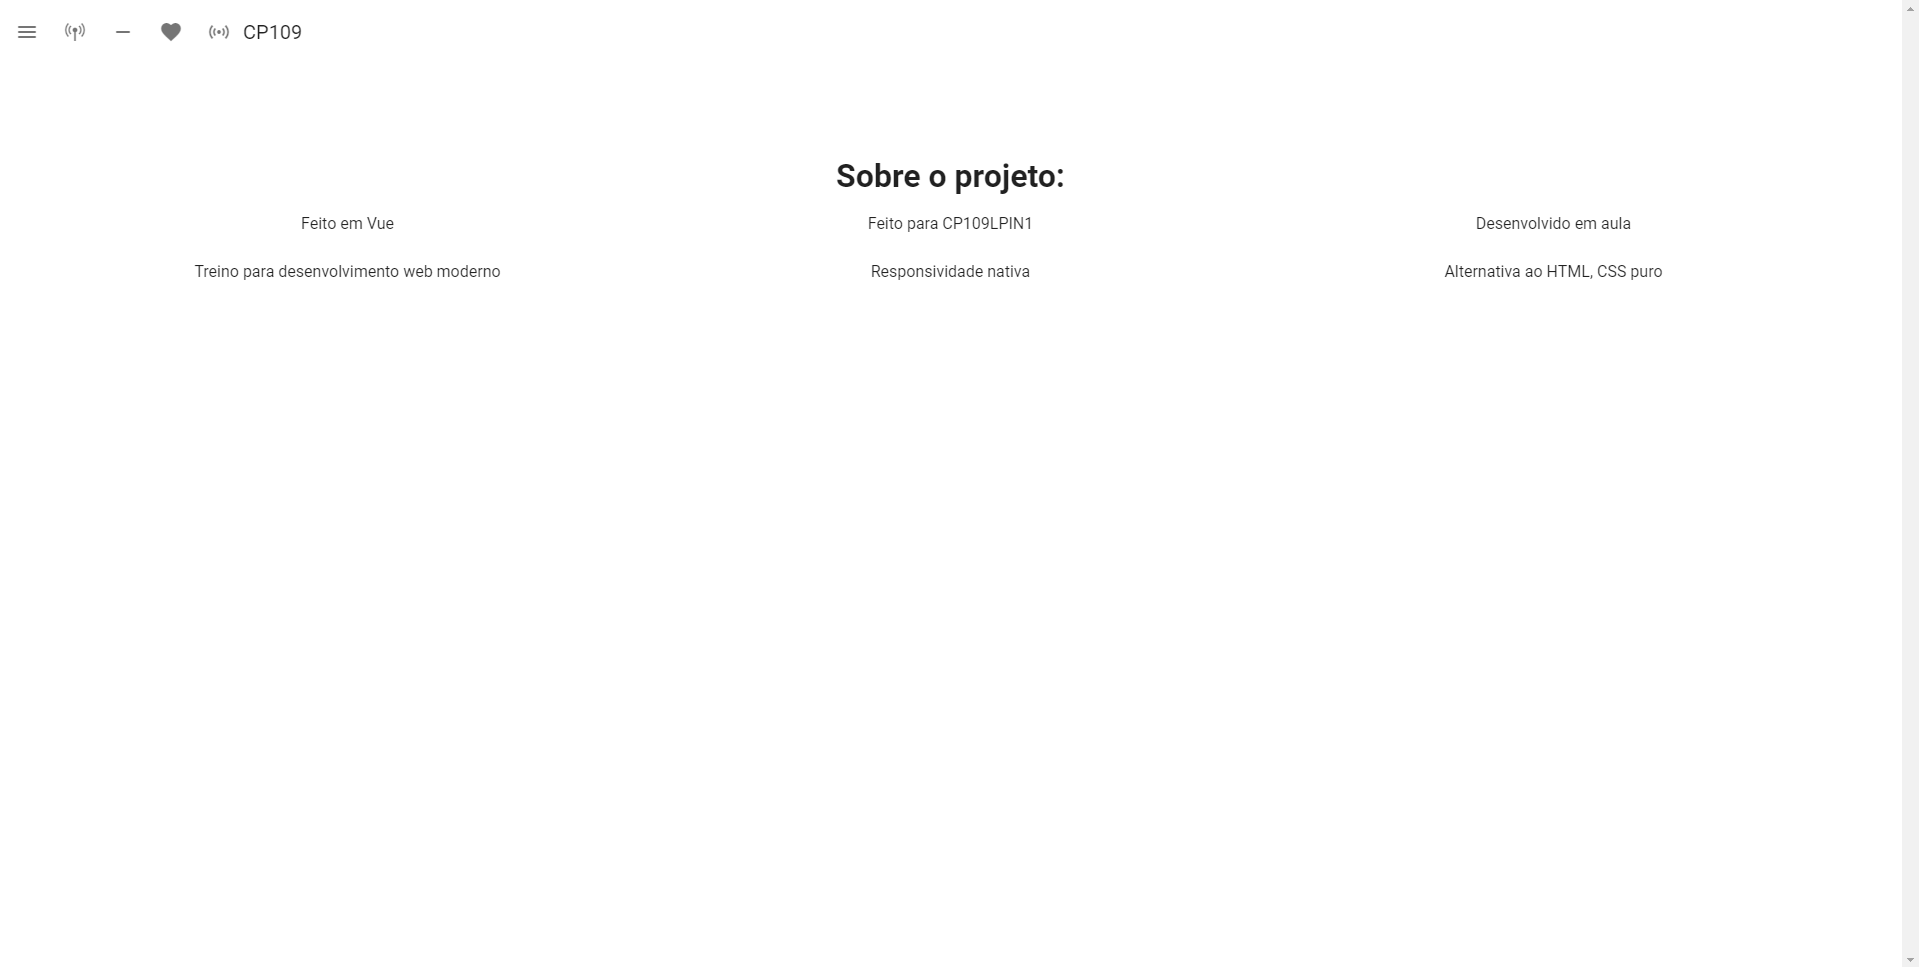 CP109
Sobre o projeto:
Feito em Vue
Feito para CP109LPIN1
Desenvolvido em aula
Treino para desenvolvimento web moderno
Responsividade nativa
Alternativa ao HTML, CSS puro